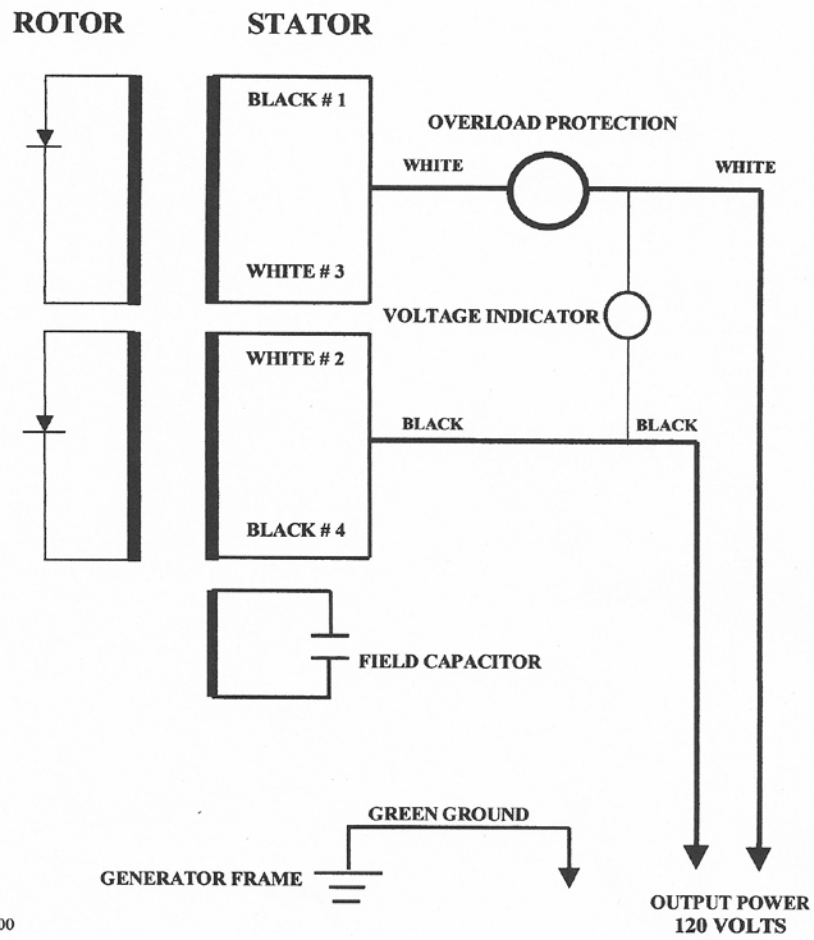 ROTOR
STATOR
BLACK # 1
OVERLOAD PROTECTION
WHITE
WHITE
WHITE # 3
VOLTAGE INDICATOR
WHITE # 2
BLACK
BLACK
BLACK # 4
FIELD CAPACITOR
GREEN GROUND
GENERATOR FRAME
OUTPUT POWER
120 VOLTS
00